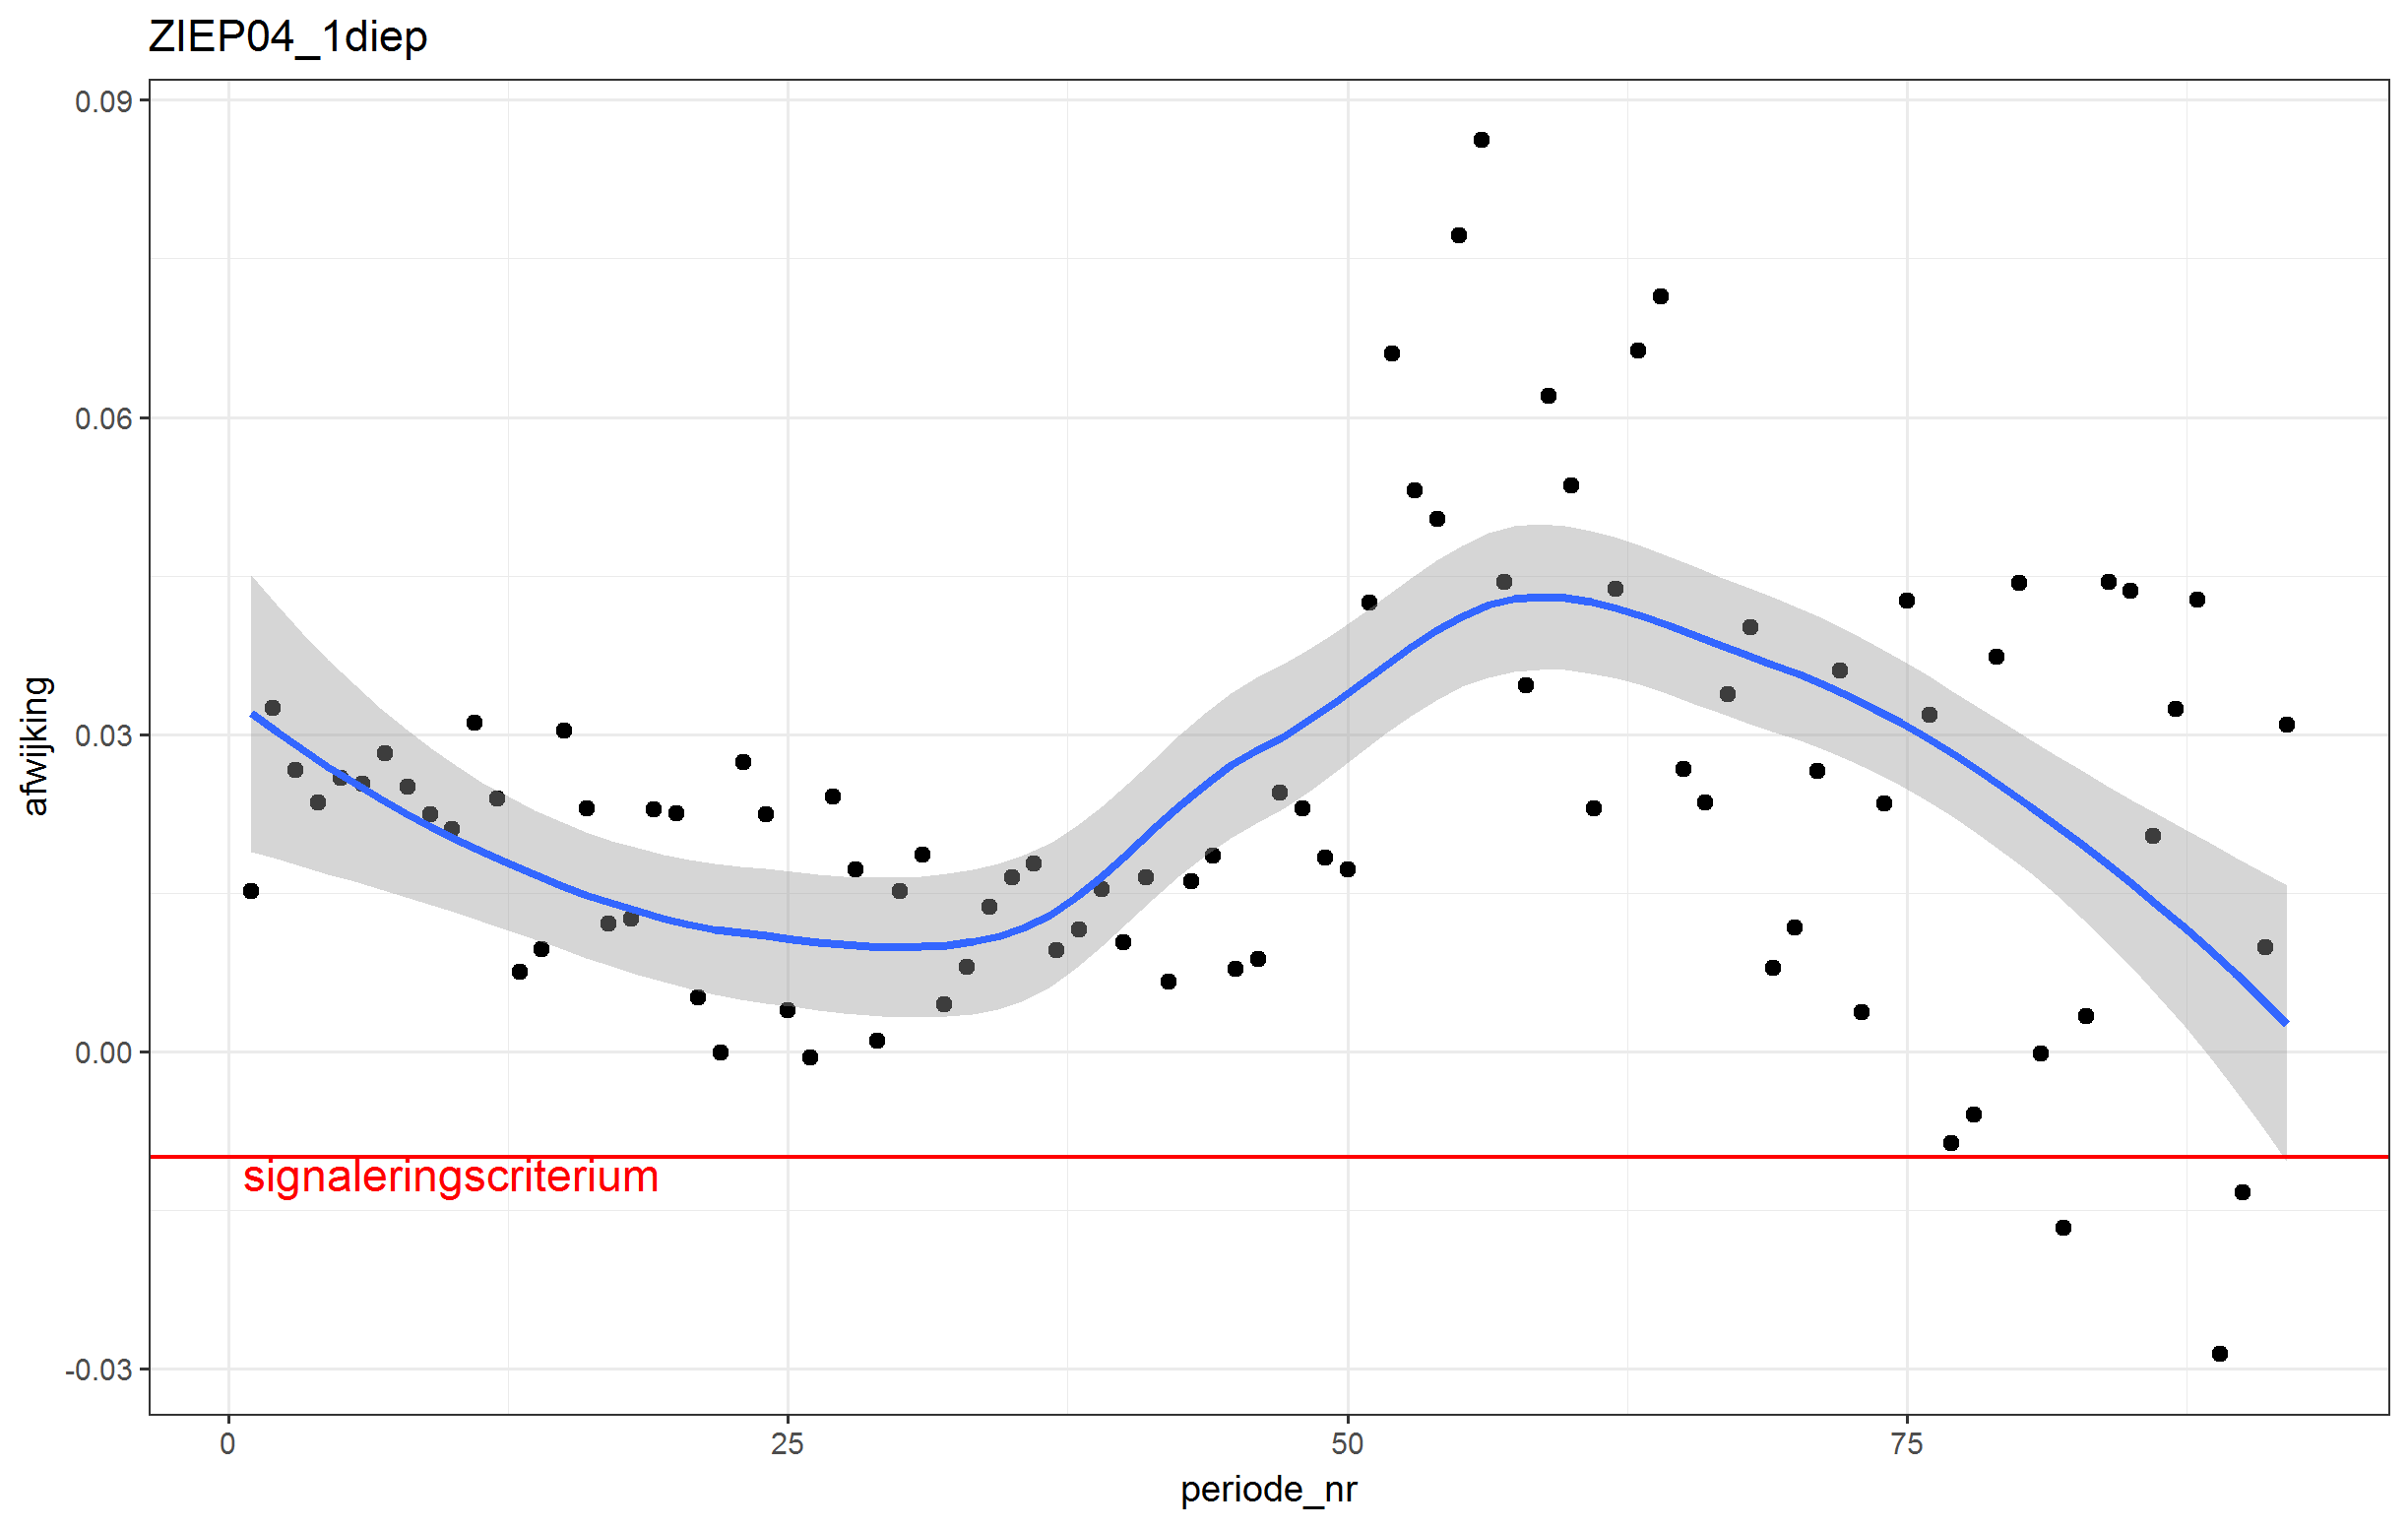 ZIEP04_1diep
0.09
0.06
0.03
0.00
-0.03
afwijking
signaleringscriterium
0 25 50 75
periode_nr